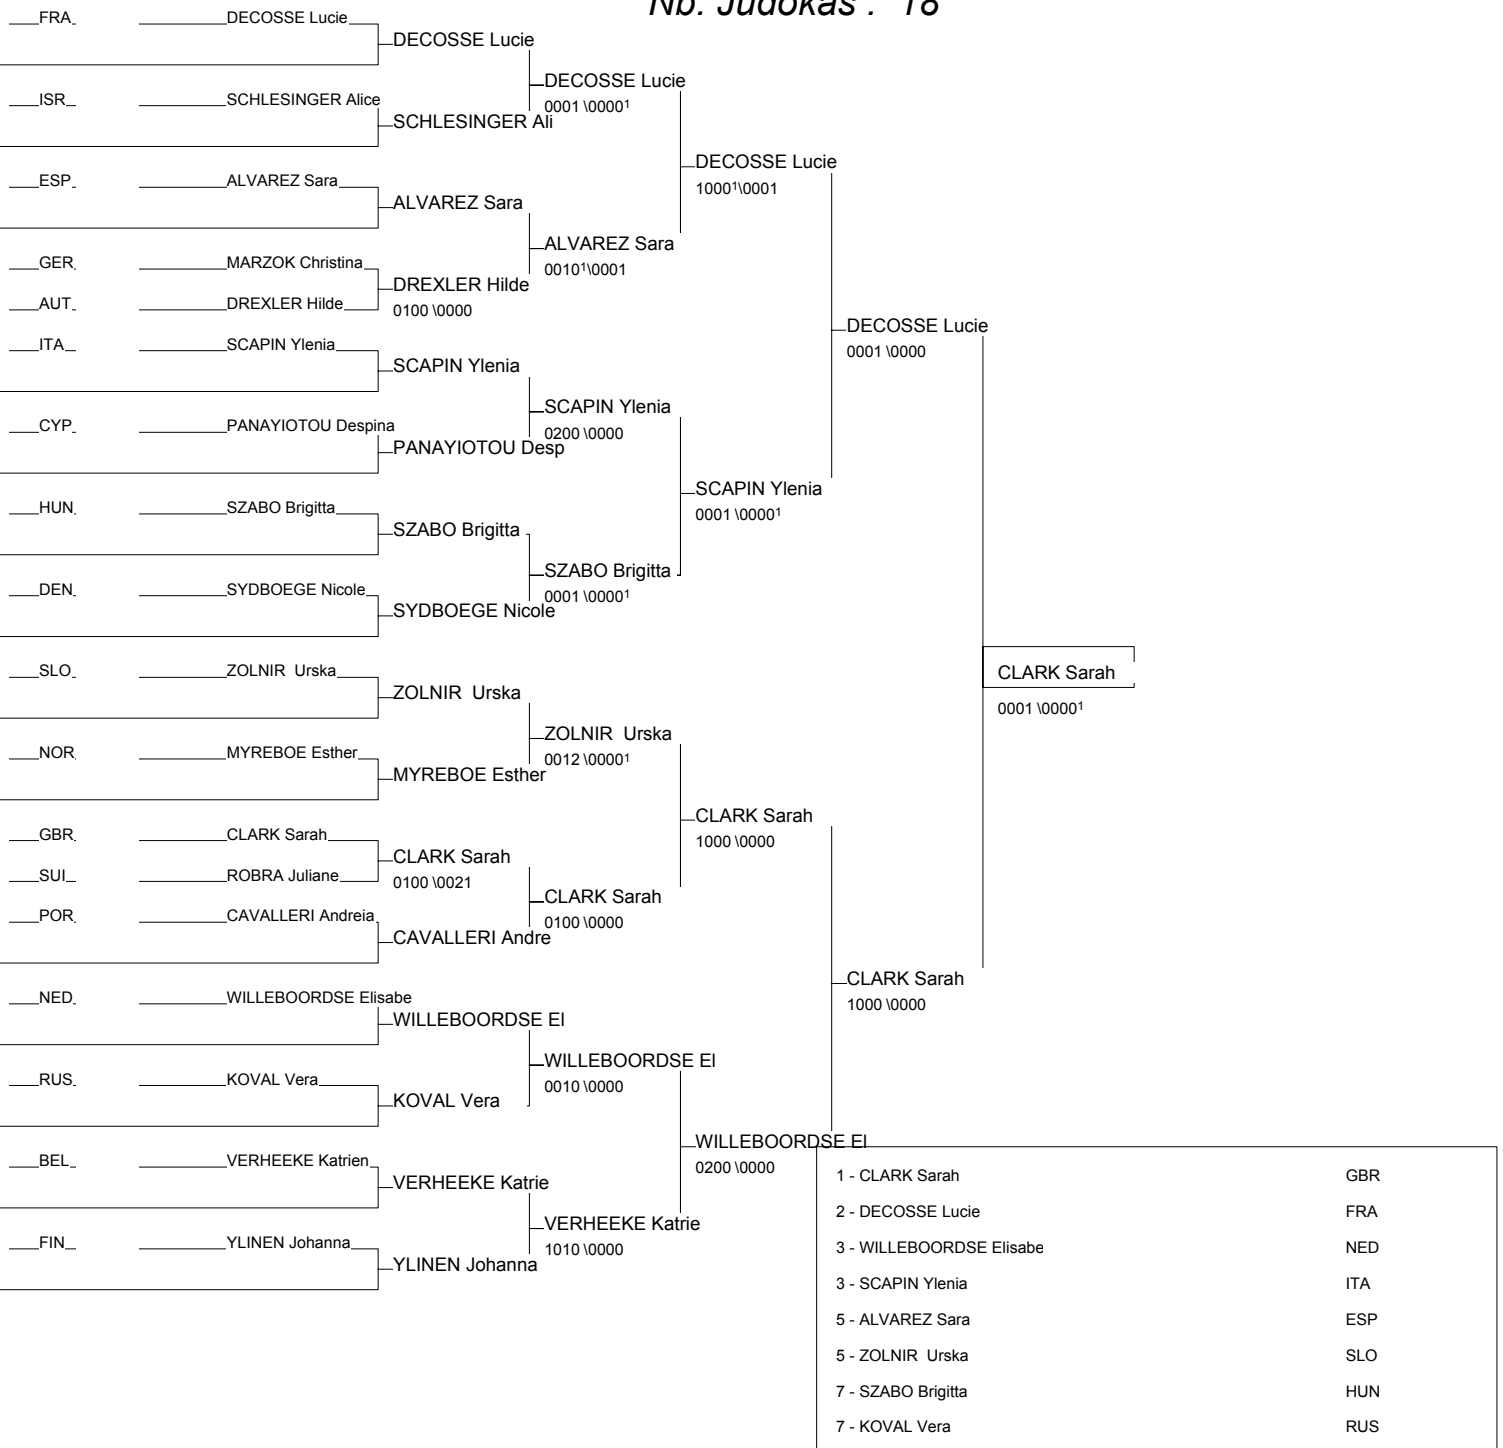 Nb. Judokas : 18
FRA DECOSSE Lucie
DECOSSE Lucie
DECOSSE Lucie
0001 \0000¹
ISR SCHLESINGER Alice
SCHLESINGER Ali
DECOSSE Lucie
1000¹\0001
ESP ALVAREZ Sara
ALVAREZ Sara
ALVAREZ Sara
0010¹\0001
GER MARZOK Christina
DREXLER Hilde
0100 \0000
AUT DREXLER Hilde
DECOSSE Lucie
0001 \0000
ITA SCAPIN Ylenia
SCAPIN Ylenia
SCAPIN Ylenia
0200 \0000
CYP PANAYIOTOU Despina
PANAYIOTOU Desp
SCAPIN Ylenia
0001 \0000¹
HUN SZABO Brigitta
SZABO Brigitta
SZABO Brigitta
0001 \0000¹
DEN SYDBOEGE Nicole
SYDBOEGE Nicole
CLARK Sarah
0001 \0000¹
SLO ZOLNIR Urska
ZOLNIR Urska
ZOLNIR Urska
0012 \0000¹
NOR MYREBOE Esther
MYREBOE Esther
CLARK Sarah
1000 \0000
GBR CLARK Sarah
CLARK Sarah
0100 \0021
SUI ROBRA Juliane
CLARK Sarah
0100 \0000
POR CAVALLERI Andreia
CAVALLERI Andre
CLARK Sarah
1000 \0000
NED WILLEBOORDSE Elisabe
WILLEBOORDSE El
WILLEBOORDSE El
0010 \0000
RUS KOVAL Vera
KOVAL Vera
WILLEBOORDSE El
0200 \0000
BEL VERHEEKE Katrien
VERHEEKE Katrie
VERHEEKE Katrie
1010 \0000
FIN YLINEN Johanna
YLINEN Johanna
1 - CLARK Sarah GBR
2 - DECOSSE Lucie FRA
3 - WILLEBOORDSE Elisabe NED
3 - SCAPIN Ylenia ITA
5 - ALVAREZ Sara ESP
5 - ZOLNIR Urska SLO
7 - SZABO Brigitta HUN
7 - KOVAL Vera RUS